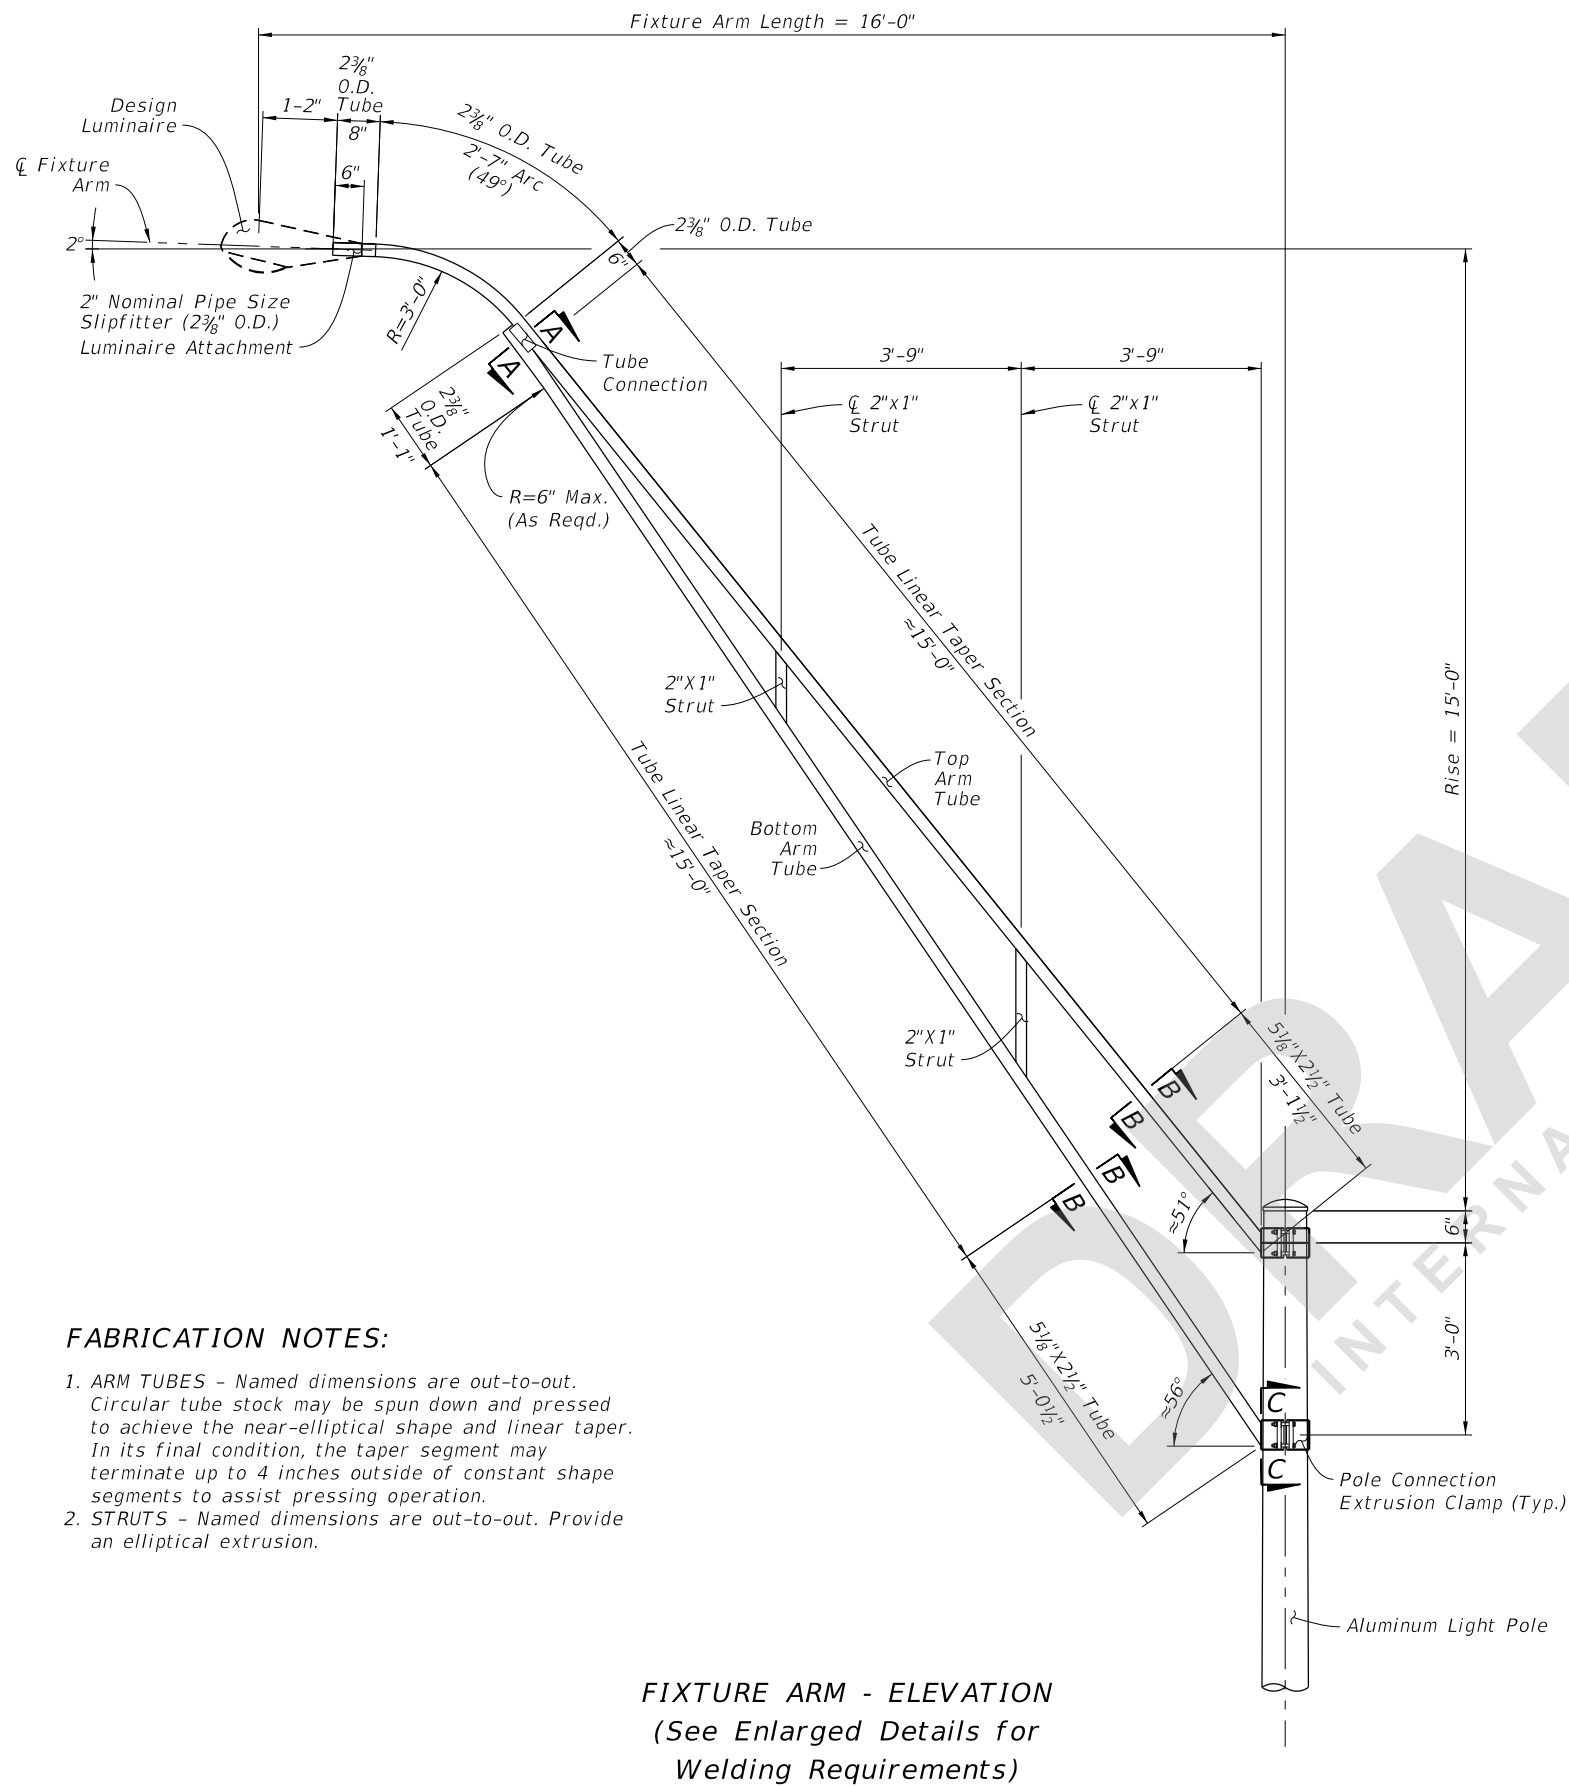 Fixture Arm Length = 16'-0"
2⅜"
O.D.
Tube
1-2"
8"
6"
Design
Luminaire
℄ Fixture
Arm
2°
2⅜" O.D. Tube
2'-7" Arc
(49°)
2⅜" O.D. Tube
6"
2" Nominal Pipe Size
Slipfitter (2⅜" O.D.)
Luminaire Attachment
R=3'-0"
A
A
Tube
Connection
3'-9"
3'-9"
℄ 2"x1"
Strut
℄ 2"x1"
Strut
2⅜"
O.D.
Tube
1'-1"
R=6" Max.
(As Reqd.)
Tube Linear Taper Section
≈15'-0"
Rise = 15'-0"
2"X1"
Strut
Top
Arm
Tube
Tube Linear Taper Section
≈15'-0"
Bottom
Arm
Tube
2"X1"
Strut
5⅛"X2½" Tube
3'-1½"
B
B
B
B
≈51°
6"
3'-0"
5⅛"X2½" Tube
5'-0½"
≈56°
C
C
Pole Connection
Extrusion Clamp (Typ.)
Aluminum Light Pole
FABRICATION NOTES:
1. ARM TUBES - Named dimensions are out-to-out.
Circular tube stock may be spun down and pressed
to achieve the near-elliptical shape and linear taper.
In its final condition, the taper segment may
terminate up to 4 inches outside of constant shape
segments to assist pressing operation.
2. STRUTS - Named dimensions are out-to-out. Provide
an elliptical extrusion.
FIXTURE ARM - ELEVATION
(See Enlarged Details for
Welding Requirements)
DRA
INTERNA